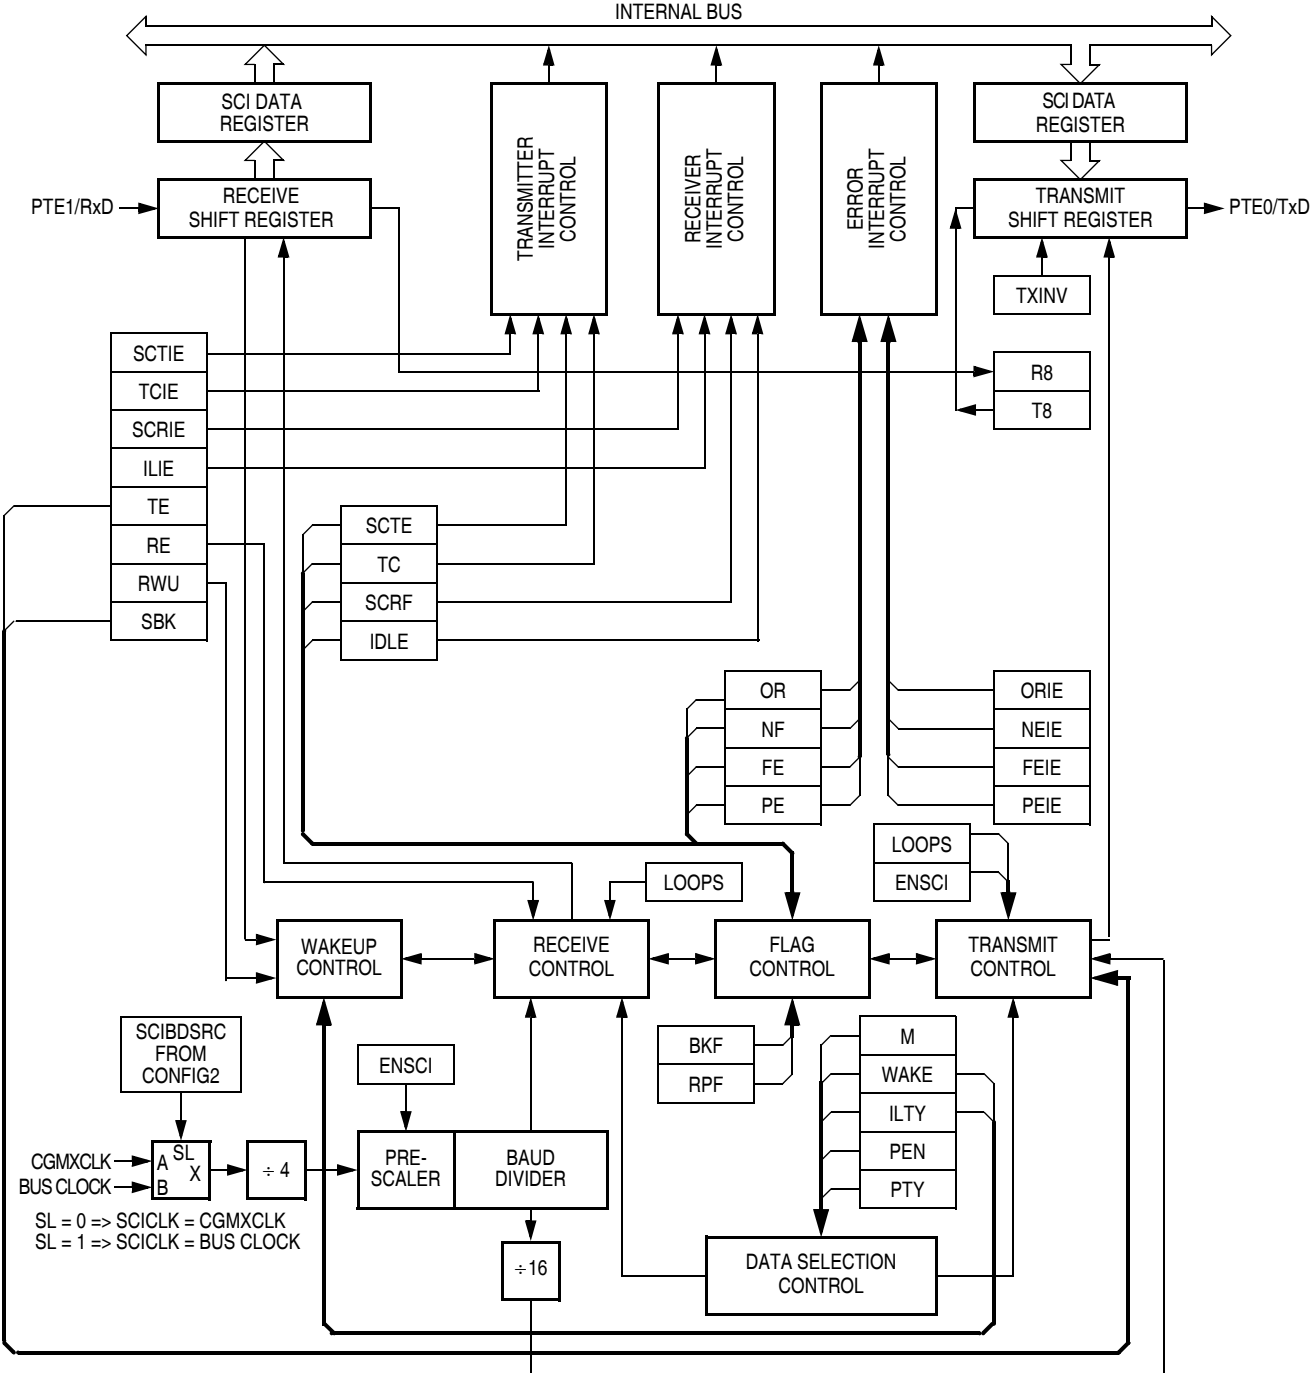 INTERNAL BUS
SCI DATA
REGISTER
SCI DATA
REGISTER
TRANSMITTER
INTERRUPT
CONTROL
RECEIVER
INTERRUPT
CONTROL
ERROR
INTERRUPT
CONTROL
PTE1/RxD
RECEIVE
SHIFT REGISTER
TRANSMIT
SHIFT REGISTER
PTE0/TxD
TXINV
SCTIE
TCIE
SCRIE
ILIE
TE
RE
RWU
SBK
R8
T8
SCTE
TC
SCRF
IDLE
OR
NF
FE
PE
ORIE
NEIE
FEIE
PEIE
LOOPS
ENSCI
LOOPS
WAKEUP
CONTROL
RECEIVE
CONTROL
FLAG
CONTROL
TRANSMIT
CONTROL
SCIBDSRC
FROM
CONFIG2
ENSCI
BKF
RPF
M
WAKE
ILTY
PEN
PTY
CGMXCLK
BUS CLOCK
A
SL
X
B
÷ 4
PRE-
SCALER
BAUD
DIVIDER
SL = 0 => SCICLK = CGMXCLK
SL = 1 => SCICLK = BUS CLOCK
÷16
DATA SELECTION
CONTROL